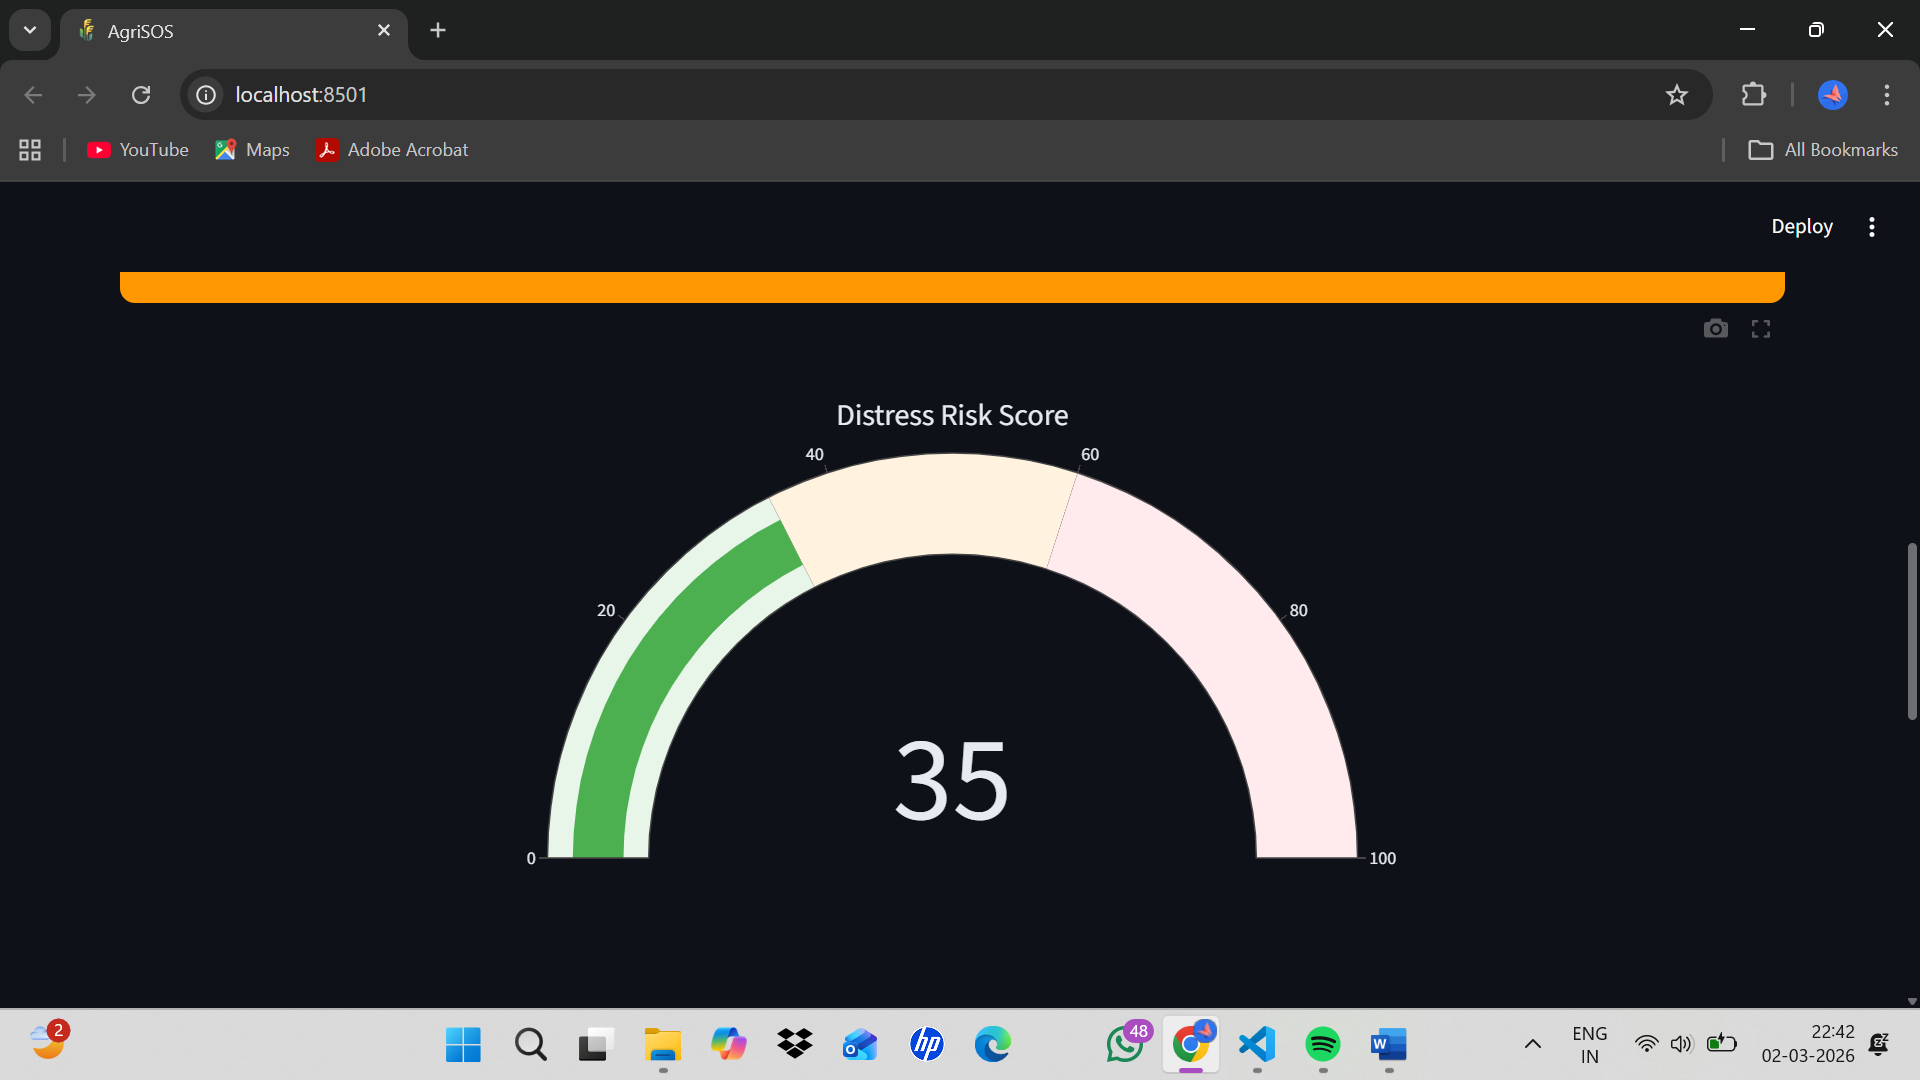 AgriSOS
localhost:8501
YouTube
Maps
Adobe Acrobat
All Bookmarks
Deploy
Distress Risk Score
40
60
20
80
35
0
100
2
hp
48
W
ENG
IN
22:42
02-03-2026